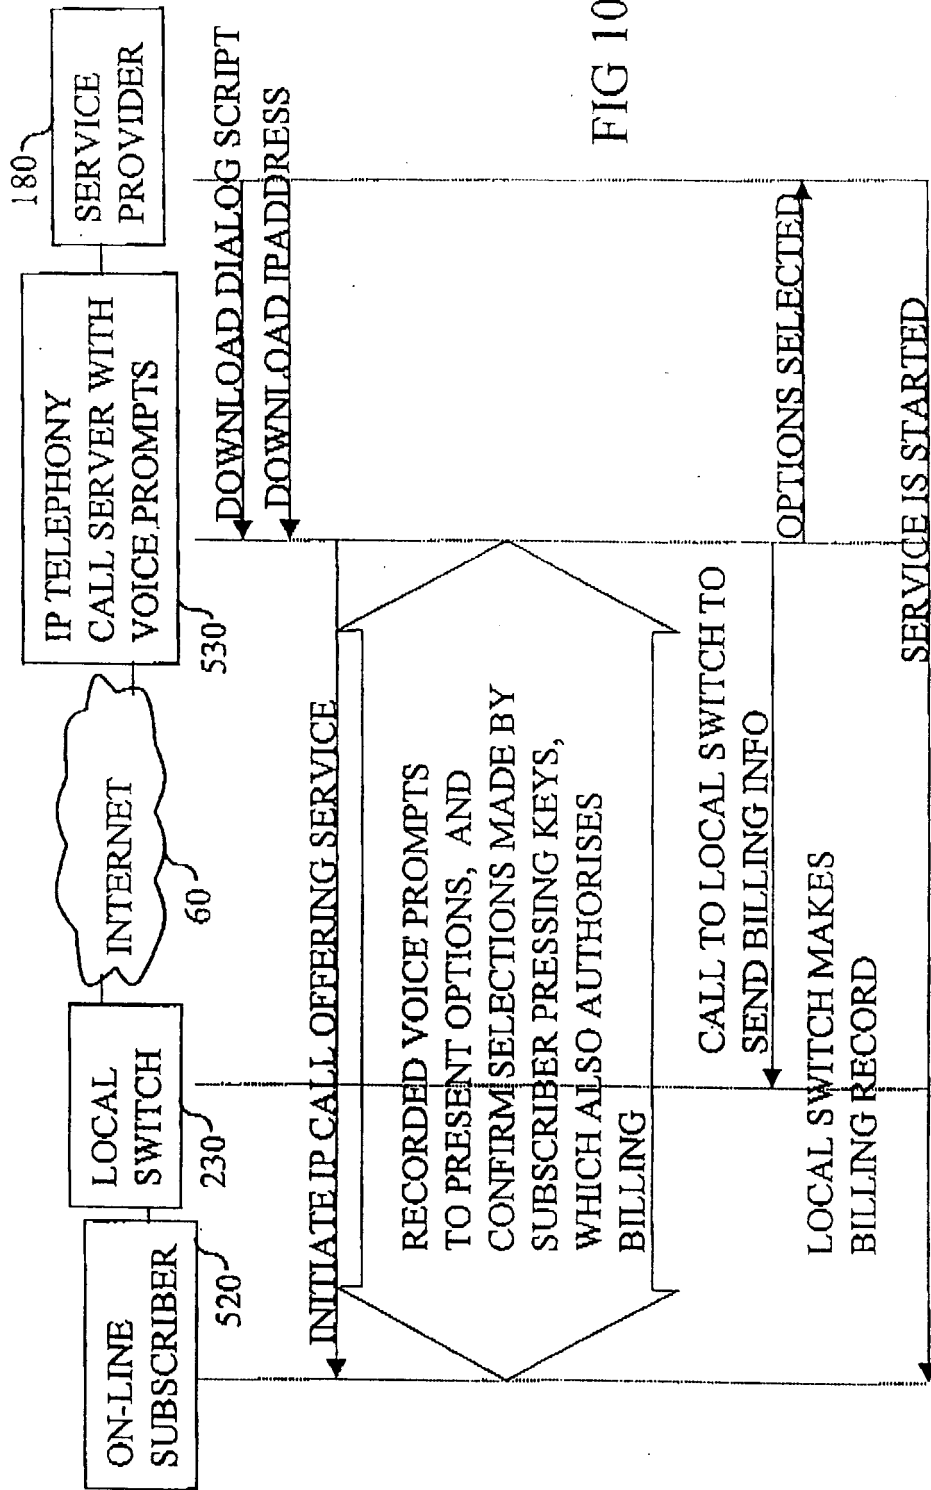 ON-LINE
SUBSCRIBER
520
LOCAL
SWITCH
230
INTERNET
60
IP TELEPHONY
CALL SERVER WITH
VOICE PROMPTS
530
SERVICE
PROVIDER
180
DOWNLOAD DIALOG SCRIPT
DOWNLOAD IP ADDRESS
INITIATE IP CALL OFFERING SERVICE
RECORDED VOICE PROMPTS
TO PRESENT OPTIONS, AND
CONFIRM SELECTIONS MADE BY
SUBSCRIBER PRESSING KEYS,
WHICH ALSO AUTHORISES
BILLING
CALL TO LOCAL SWITCH TO
SEND BILLING INFO
OPTIONS SELECTED
LOCAL SWITCH MAKES
BILLING RECORD
SERVICE IS STARTED
FIG 10